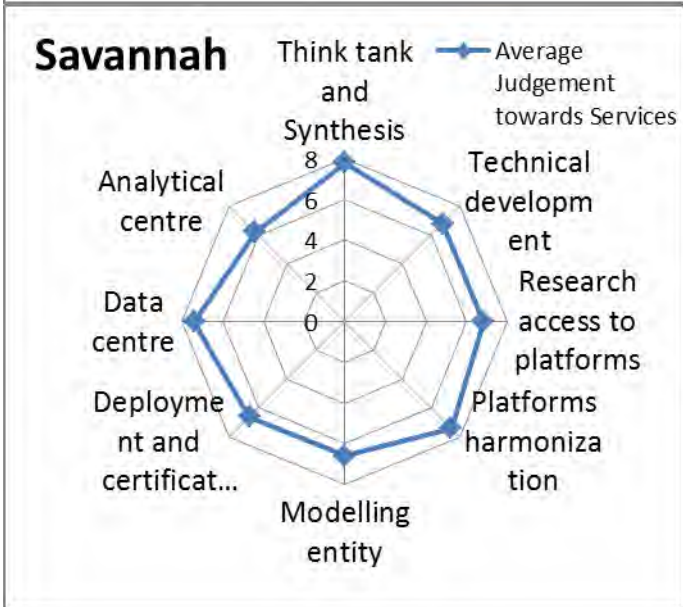 Savannah
Think tank
and
Synthesis
Average
Judgement
towards Services
Technical
developm
ent
Research
access to
platforms
Platforms
harmoniza
tion
Modelling
entity
Deployme
nt and
certificat...
Data
centre
Analytical
centre
8
6
4
2
0